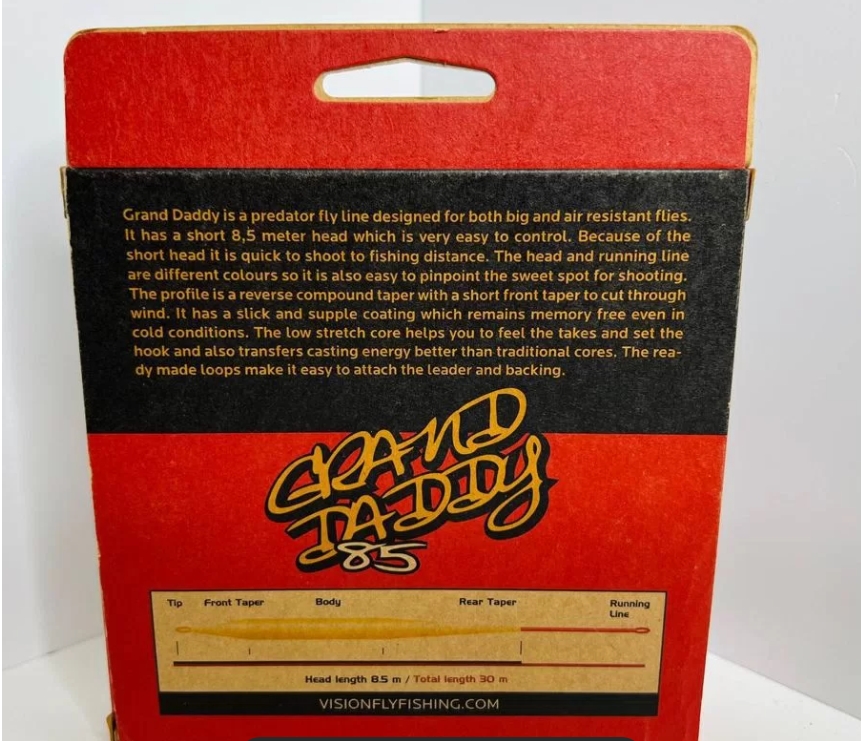 Grand Daddy is a predator fly line designed for both big and air resistant flies.
It has a short 8,5 meter head which is very easy to control. Because of the
short head it is quick to shoot to fishing distance. The head and running line
are different colours so it is also easy to pinpoint the sweet spot for shooting.
The profile is a reverse compound taper with a short front taper to cut through
wind. It has a slick and supple coating which remains memory free even in
cold conditions. The low stretch core helps you to feel the takes and set the
hook and also transfers casting energy better than traditional cores. The rea-
dy made loops make it easy to attach the leader and backing.
GRAND
DADDY
85
Tip Front Taper Body Rear Taper Running
Line
Head length 8.5 m / Total length 30 m
VISIONFLYFISHING.COM